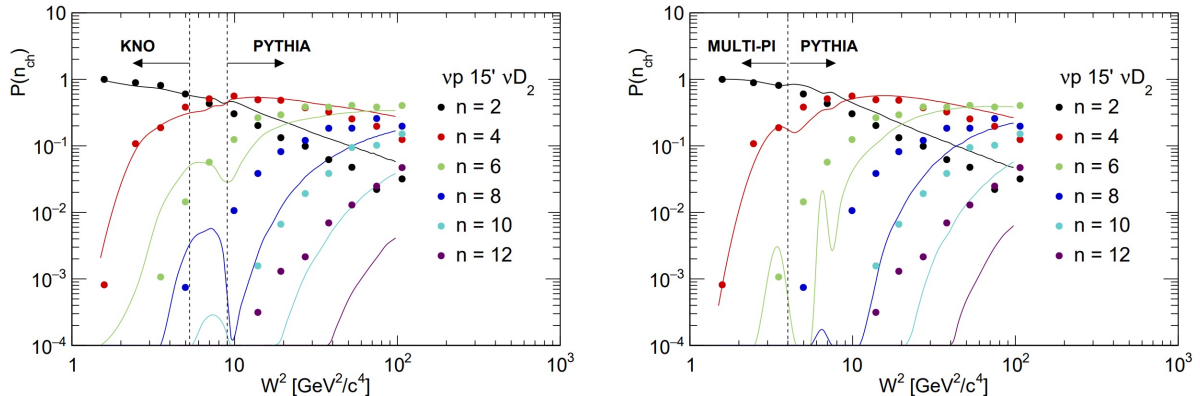 P(n_ch)
10
1
10⁻¹
10⁻²
10⁻³
10⁻⁴
KNO PYTHIA
νp 15' νD₂
n = 2
n = 4
n = 6
n = 8
n = 10
n = 12
1 10 10² 10³
W² [GeV²/c⁴]
P(n_ch)
10
1
10⁻¹
10⁻²
10⁻³
10⁻⁴
MULTI-PI PYTHIA
νp 15' νD₂
n = 2
n = 4
n = 6
n = 8
n = 10
n = 12
1 10 10² 10³
W² [GeV²/c⁴]